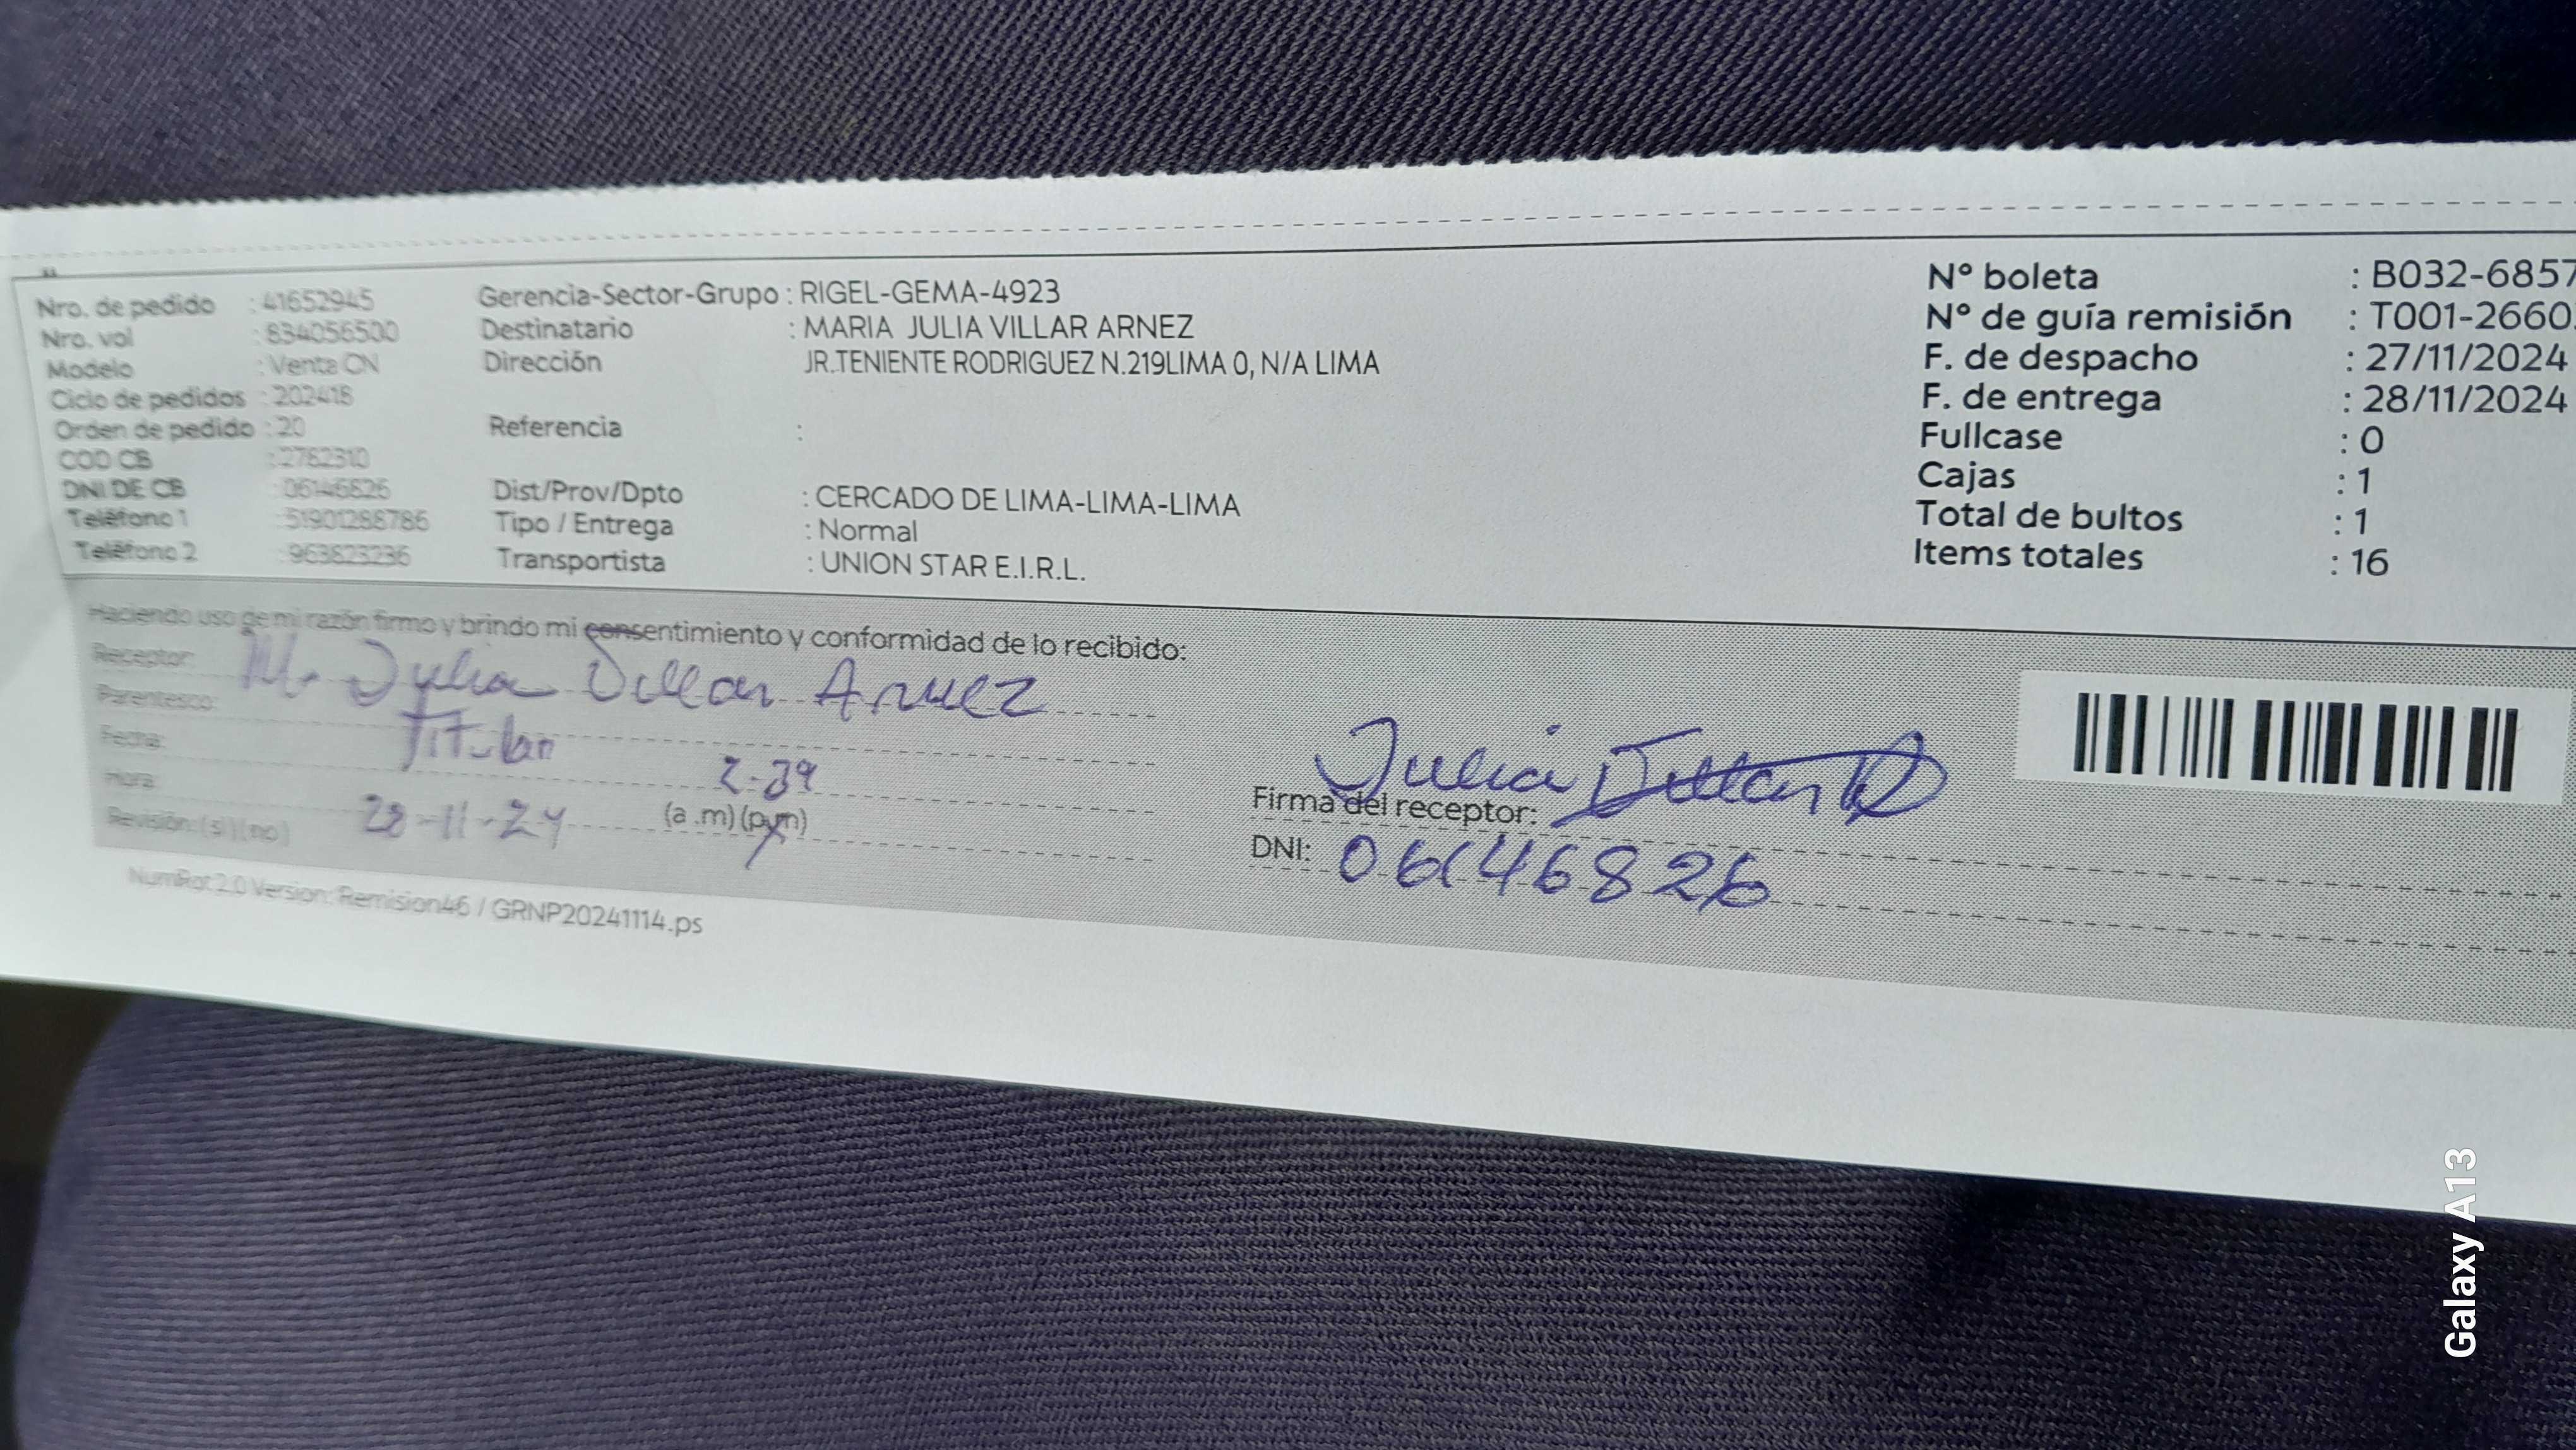 Nro. de pedido : 41652945
Nro. vol : 834056500
Modelo : Venta CN
Ciclo de pedidos : 202418
Orden de pedido : 20
COD CB : 2762310
DNI DE CB : 06146826
Teléfono 1 : 51901288786
Teléfono 2 : 963823236
Gerencia-Sector-Grupo : RIGEL-GEMA-4923
Destinatario : MARIA JULIA VILLAR ARNEZ
Dirección JR.TENIENTE RODRIGUEZ N.219LIMA 0, N/A LIMA
Referencia :
Dist/Prov/Dpto : CERCADO DE LIMA-LIMA-LIMA
Tipo / Entrega : Normal
Transportista : UNION STAR E.I.R.L.
N° boleta : B032-6857
N° de guía remisión : T001-2660
F. de despacho : 27/11/2024
F. de entrega : 28/11/2024
Fullcase : 0
Cajas : 1
Total de bultos : 1
Items totales : 16
Haciendo uso de mi razón firmo y brindo mi consentimiento y conformidad de lo recibido:
Receptor: M. Julia Villar Arnez
Parentesco: Titular
Fecha:
Hora: 2-39
Revisión: (si) (no) 28-11-24 (a .m) (p.m)
Julia Villar
Firma del receptor:
DNI: 06146826
NumRot 2.0 Version: Remision46 / GRNP20241114.ps
Galaxy A13